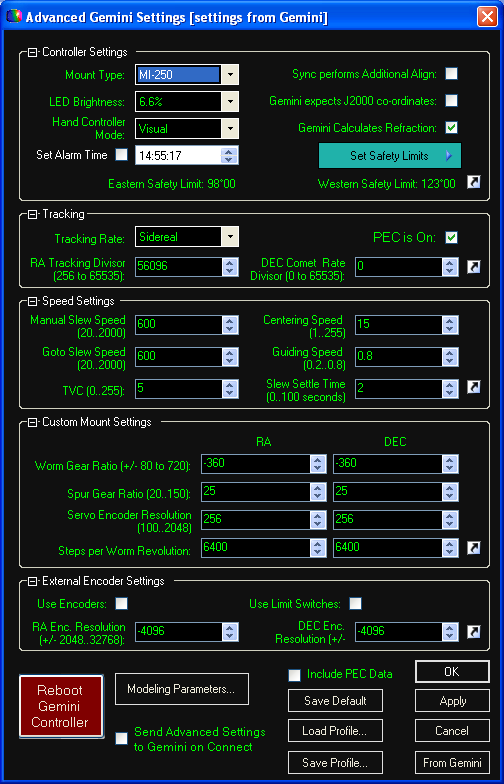 Advanced Gemini Settings [settings from Gemini]
Controller Settings
Mount Type: MI-250
Sync performs Additional Align:
LED Brightness: 6.6%
Gemini expects J2000 co-ordinates:
Hand Controller
Mode: Visual
Gemini Calculates Refraction:
Set Alarm Time 14:55:17
Set Safety Limits
Eastern Safety Limit: 98°00
Western Safety Limit: 123°00
Tracking
Tracking Rate: Sidereal
PEC is On:
RA Tracking Divisor
(256 to 65535): 56096
DEC Comet Rate
Divisor (0 to 65535): 0
Speed Settings
Manual Slew Speed
(20..2000) 600
Centering Speed
(1..255) 15
Goto Slew Speed
(20..2000) 600
Guiding Speed
(0.2..0.8) 0.8
TVC (0..255): 5
Slew Settle Time
(0..100 seconds) 2
Custom Mount Settings
RA DEC
Worm Gear Ratio (+/- 80 to 720): -360 -360
Spur Gear Ratio (20..150): 25 25
Servo Encoder Resolution
(100..2048) 256 256
Steps per Worm Revolution: 6400 6400
External Encoder Settings
Use Encoders:
Use Limit Switches:
RA Enc. Resolution
(+/- 2048..32768): -4096
DEC Enc.
Resolution (+/- -4096
Reboot
Gemini
Controller
Modeling Parameters...
Send Advanced Settings
to Gemini on Connect
Include PEC Data
OK
Save Default
Apply
Load Profile...
Cancel
Save Profile...
From Gemini